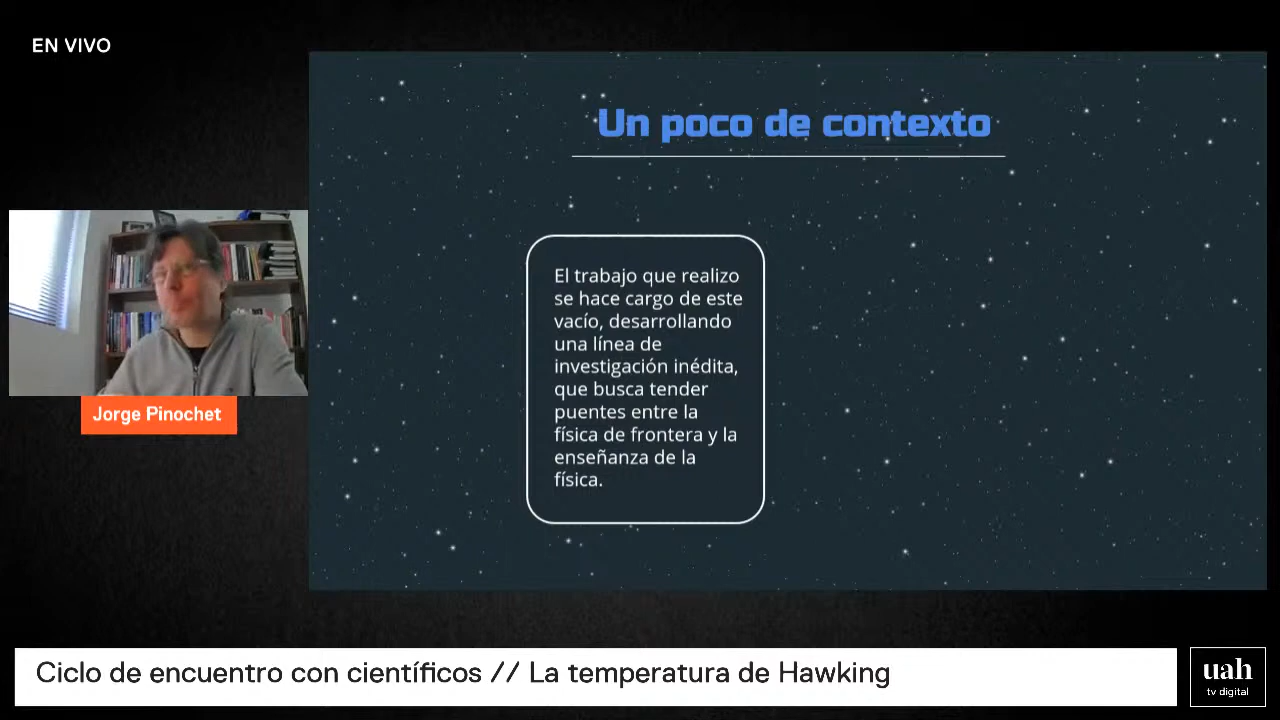 EN VIVO
Un poco de contexto
El trabajo que realizo
se hace cargo de este
vacío, desarrollando
una línea de
investigación inédita,
que busca tender
puentes entre la
física de frontera y la
enseñanza de la
física.
Jorge Pinochet
Ciclo de encuentro con científicos // La temperatura de Hawking
uah
tv digital